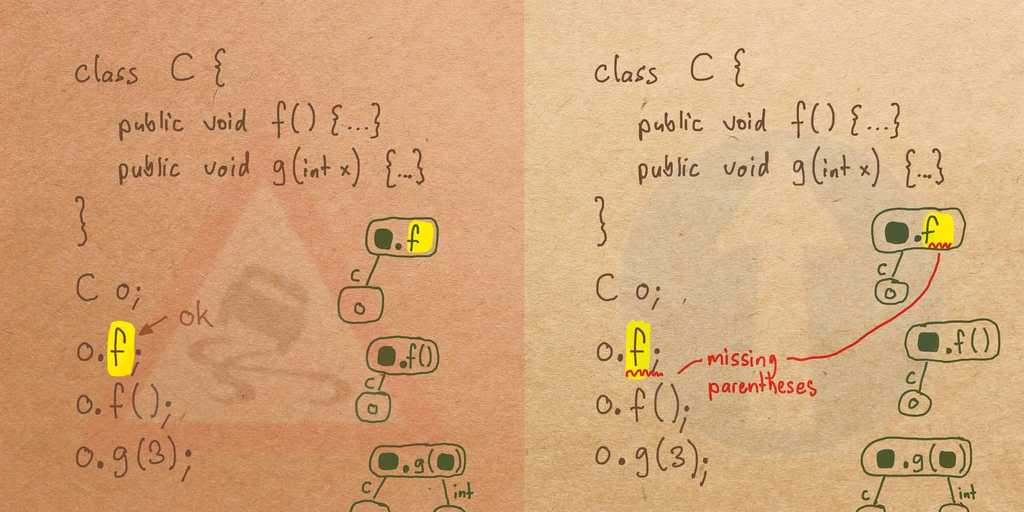 class C {
public void f() {...}
public void g(int x) {...}
}
C o;
o.f;
ok
o.f();
o.g(3);
.f
c
o
.f()
c
o
.g( )
c
int
class C {
public void f() {...}
public void g(int x) {...}
}
C o;
o.f;
missing
parentheses
o.f();
o.g(3);
.f
c
o
.f()
c
o
.g( )
c
int